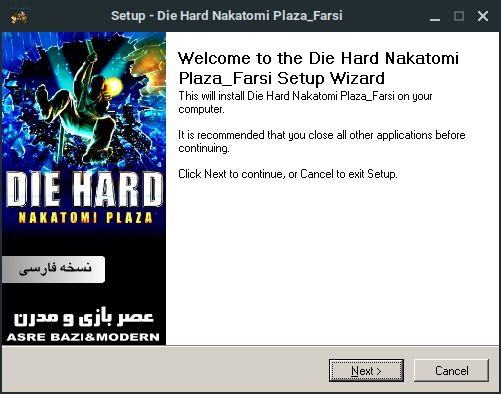 Setup - Die Hard Nakatomi Plaza_Farsi
Welcome to the Die Hard Nakatomi
Plaza_Farsi Setup Wizard
This will install Die Hard Nakatomi Plaza_Farsi on your
computer.
It is recommended that you close all other applications before
continuing.
Click Next to continue, or Cancel to exit Setup.
DIE HARD
NAKATOMI PLAZA
نسخه فارسی
عصر بازی و مدرن
ASRE BAZI&MODERN
Next >
Cancel